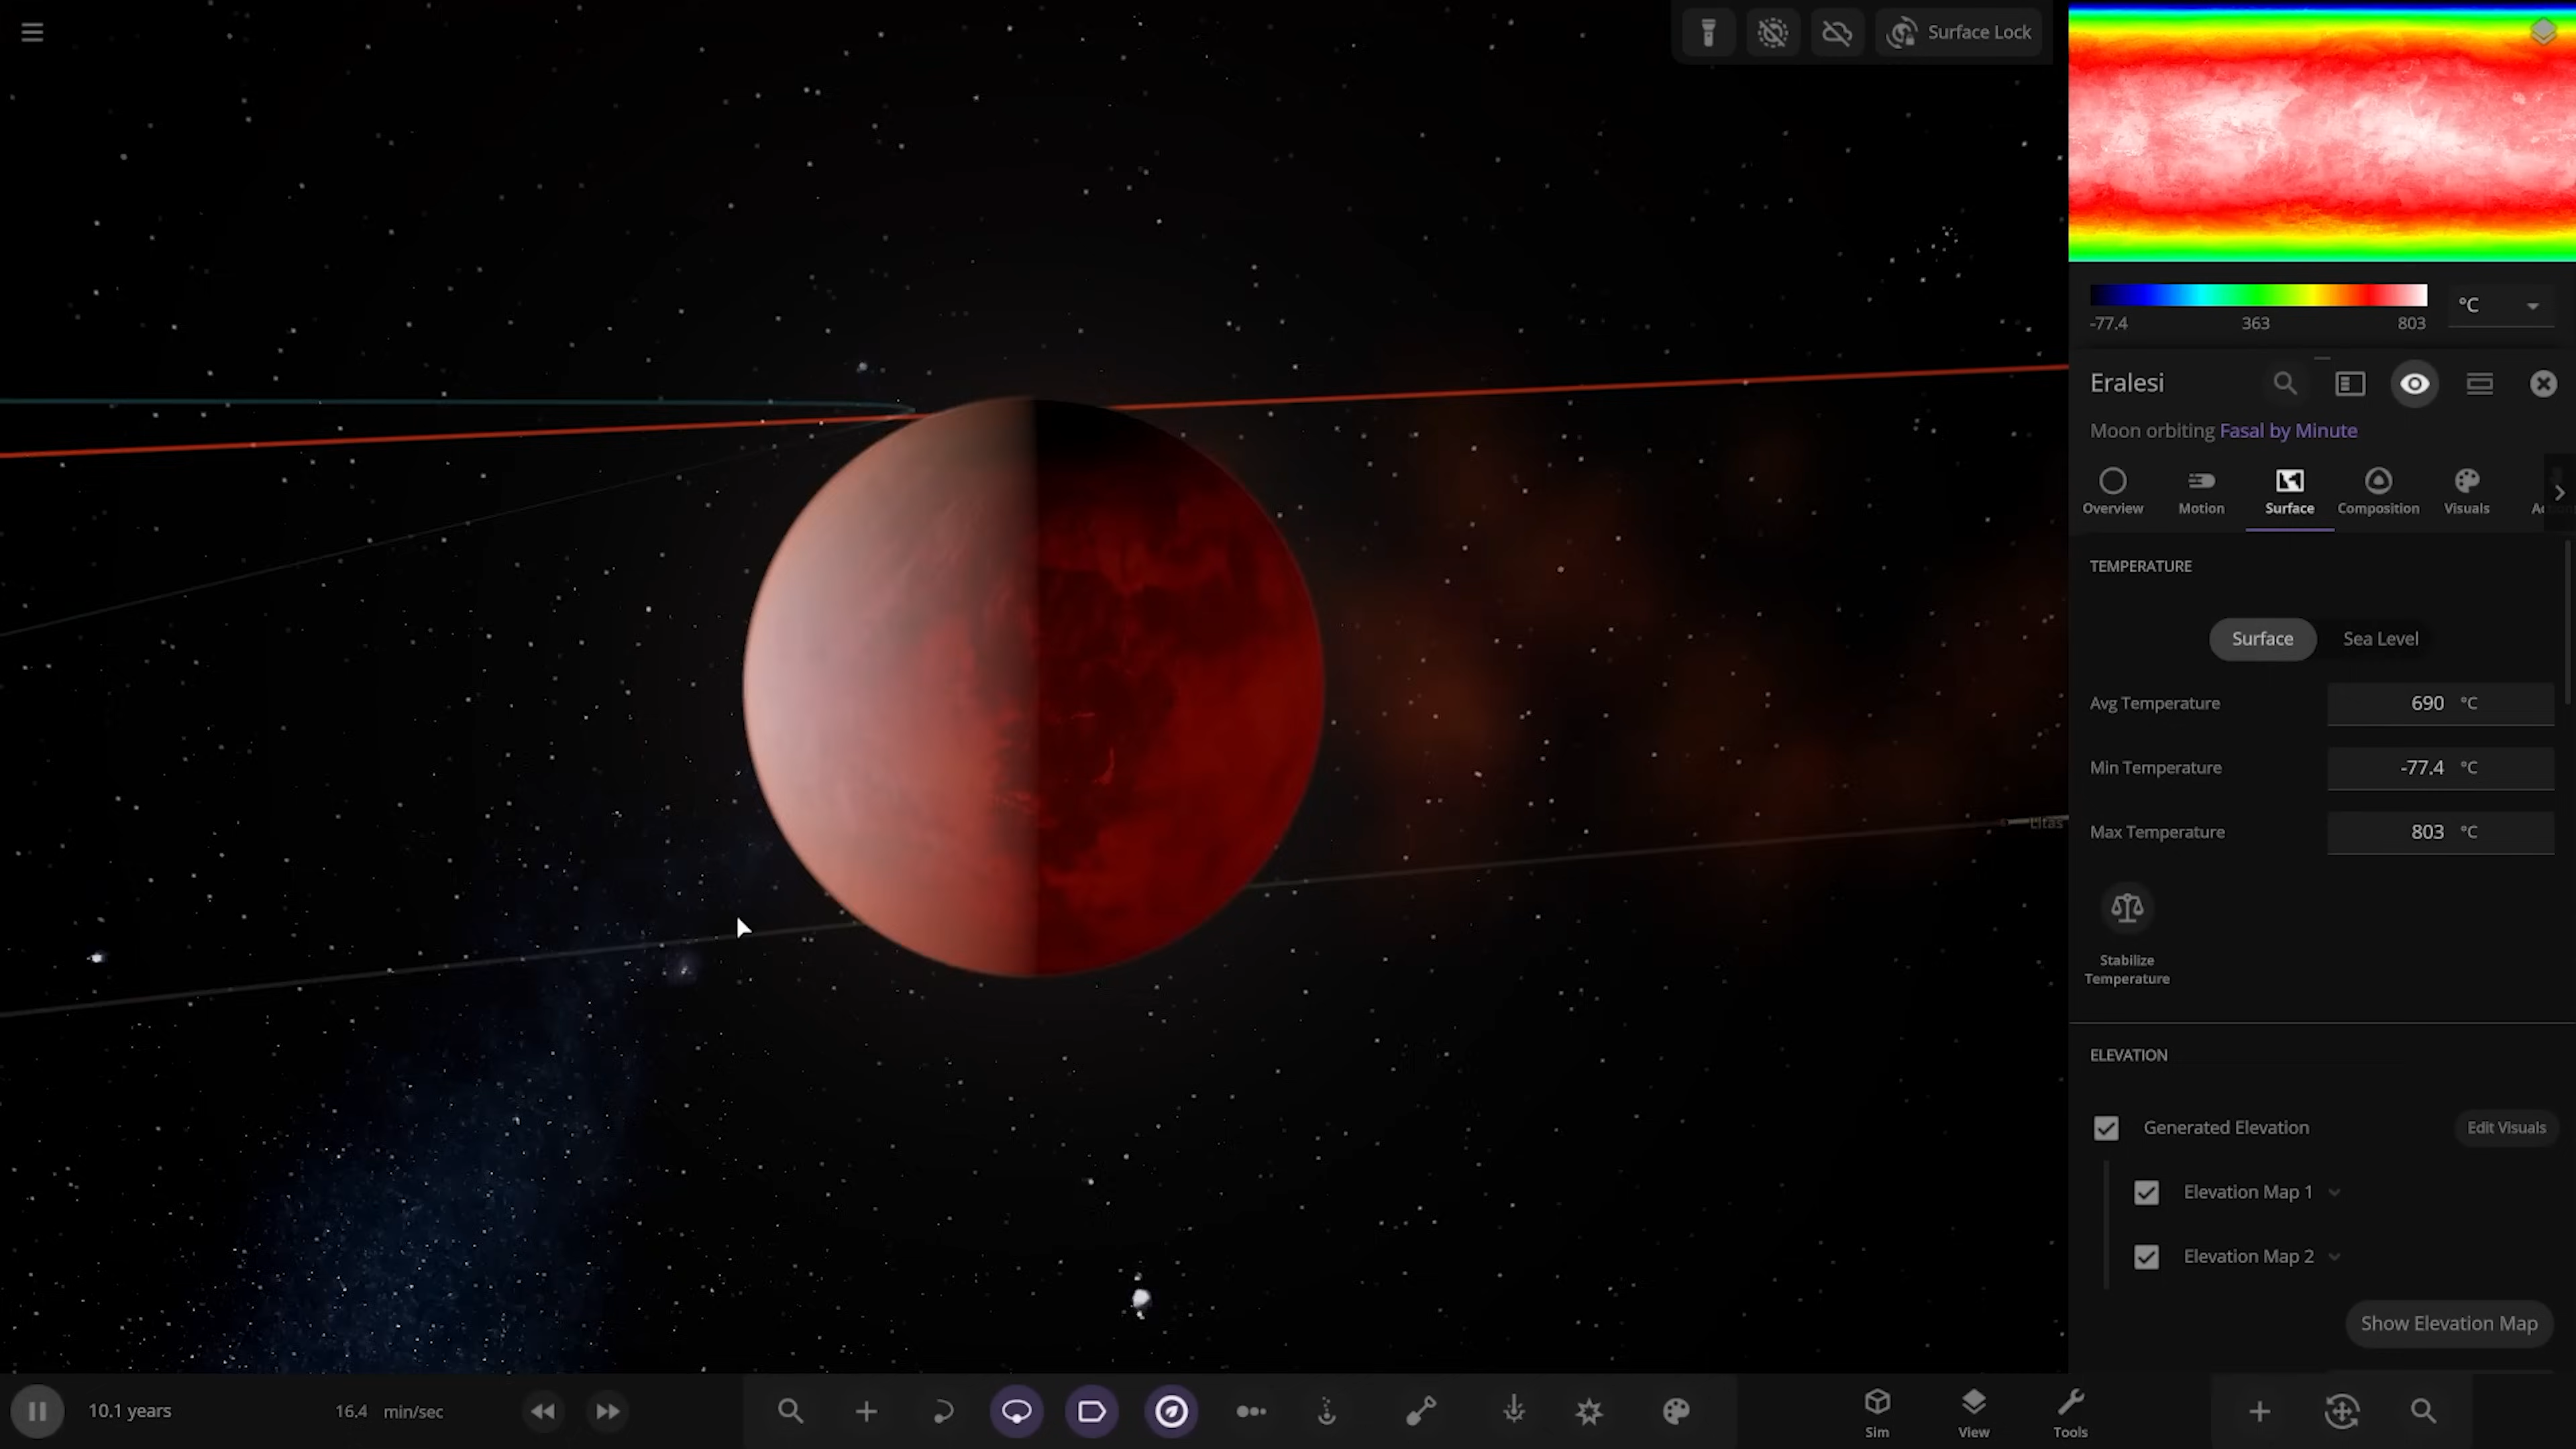 Surface Lock
°C
-77.4 363 803
Eralesi
Moon orbiting Fasal by Minute
Overview Motion Surface Composition Visuals
TEMPERATURE
Surface Sea Level
Avg Temperature 690 °C
Min Temperature -77.4 °C
Litas
Max Temperature 803 °C
Stabilize
Temperature
ELEVATION
Generated Elevation Edit Visuals
Elevation Map 1
Elevation Map 2
Show Elevation Map
10.1 years 16.4 min/sec
Sim View Tools